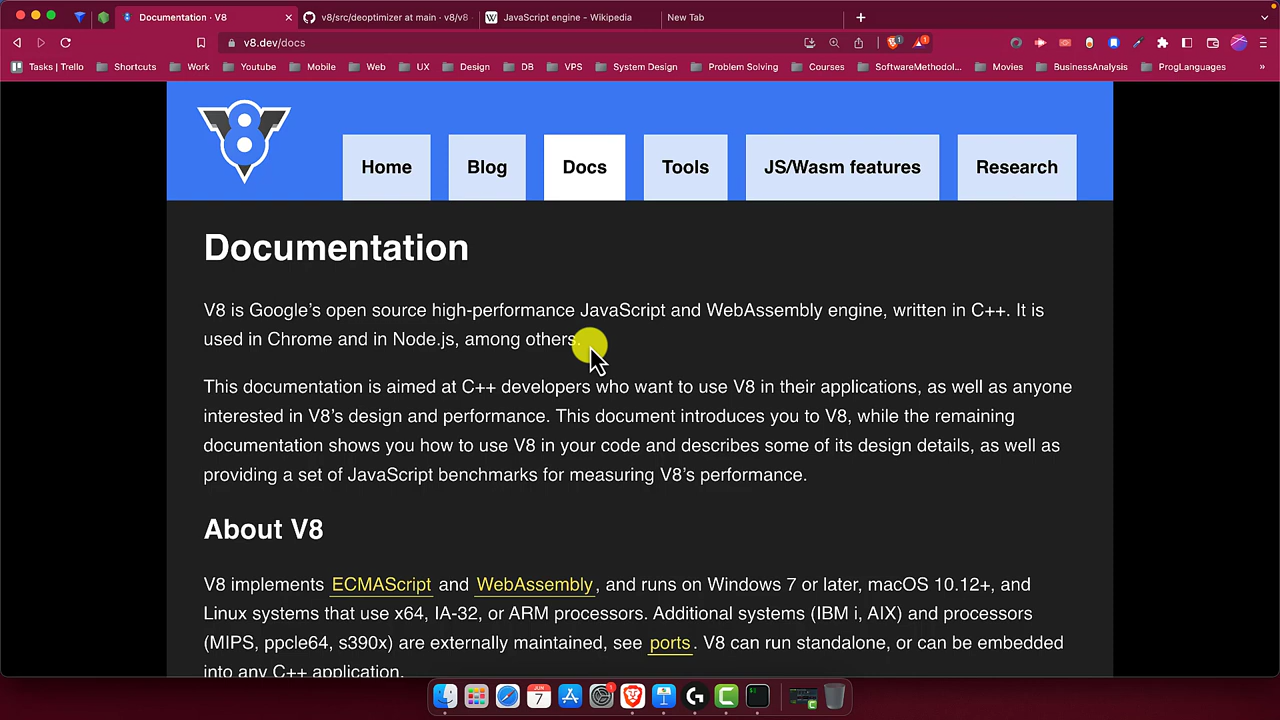 Documentation · V8
v8/src/deoptimizer at main · v8/v8
JavaScript engine - Wikipedia
New Tab
v8.dev/docs
1
1
Tasks | Trello
Shortcuts
Work
Youtube
Mobile
Web
UX
Design
DB
VPS
System Design
Problem Solving
Courses
SoftwareMethodol...
Movies
BusinessAnalysis
ProgLanguages
»
Home
Blog
Docs
Tools
JS/Wasm features
Research
Documentation
V8 is Google’s open source high-performance JavaScript and WebAssembly engine, written in C++. It is
used in Chrome and in Node.js, among others.
This documentation is aimed at C++ developers who want to use V8 in their applications, as well as anyone
interested in V8’s design and performance. This document introduces you to V8, while the remaining
documentation shows you how to use V8 in your code and describes some of its design details, as well as
providing a set of JavaScript benchmarks for measuring V8’s performance.
About V8
V8 implements ECMAScript and WebAssembly, and runs on Windows 7 or later, macOS 10.12+, and
Linux systems that use x64, IA-32, or ARM processors. Additional systems (IBM i, AIX) and processors
(MIPS, ppcle64, s390x) are externally maintained, see ports. V8 can run standalone, or can be embedded
into any C++ application.
JUN
7
1